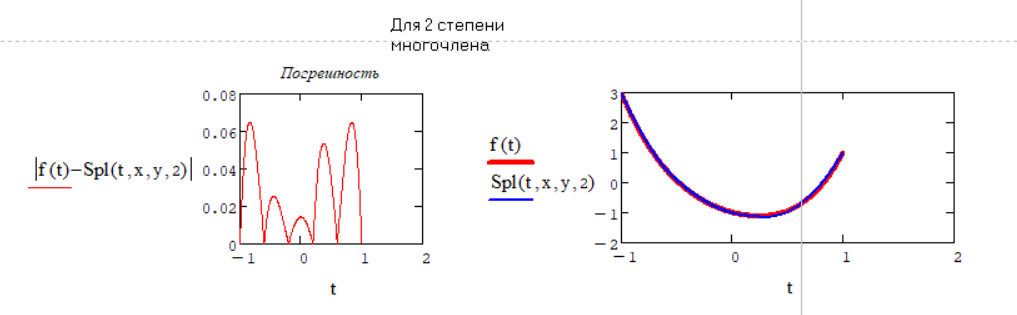 Для 2 степени
многочлена
Погрешность
0.08
0.06
|f(t)−Spl(t,x,y,2)| 0.04
0.02
0
−1 0 1 2
t
f(t)
Spl(t,x,y,2)
3
2
1
0
−1
−2
−1 0 1 2
t